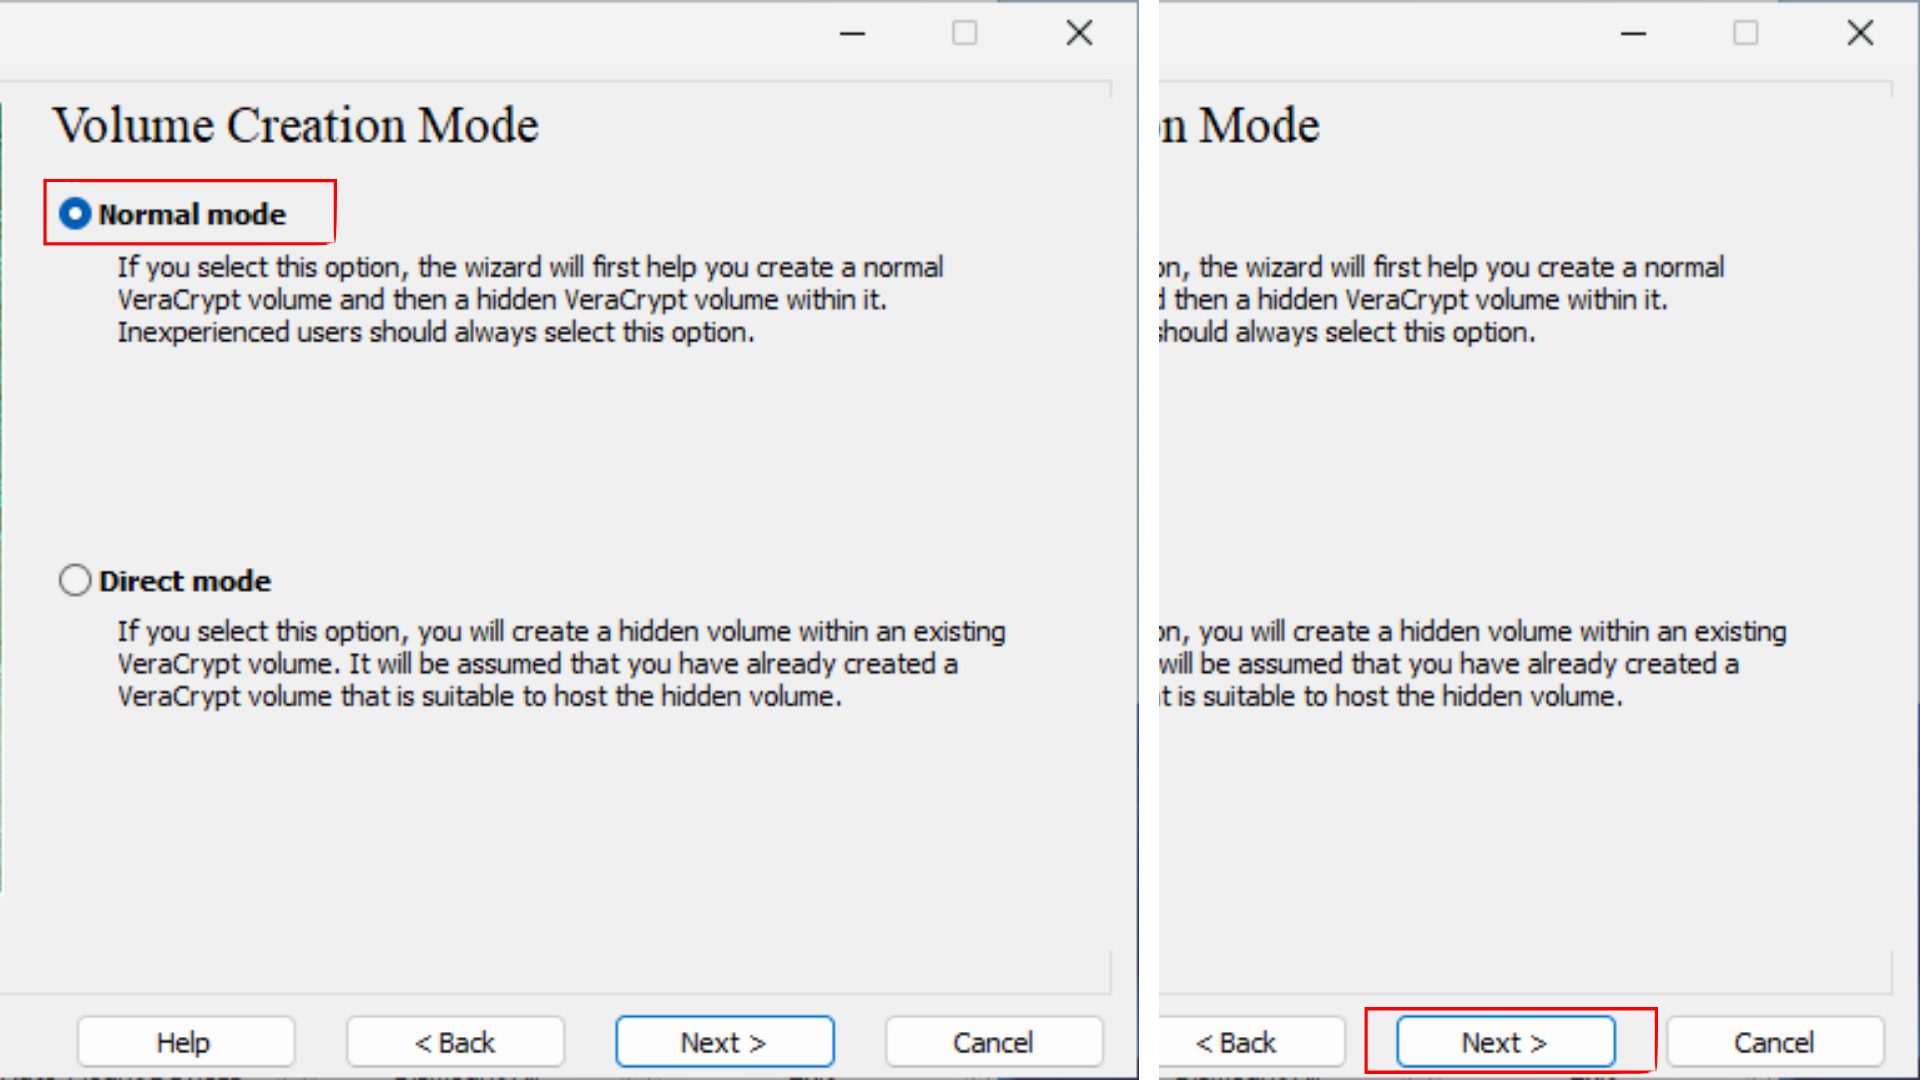 Volume Creation Mode
Normal mode
If you select this option, the wizard will first help you create a normal
VeraCrypt volume and then a hidden VeraCrypt volume within it.
Inexperienced users should always select this option.
Direct mode
If you select this option, you will create a hidden volume within an existing
VeraCrypt volume. It will be assumed that you have already created a
VeraCrypt volume that is suitable to host the hidden volume.
Help
< Back
Next >
Cancel
n Mode
on, the wizard will first help you create a normal
then a hidden VeraCrypt volume within it.
should always select this option.
on, you will create a hidden volume within an existing
will be assumed that you have already created a
t is suitable to host the hidden volume.
< Back
Next >
Cancel